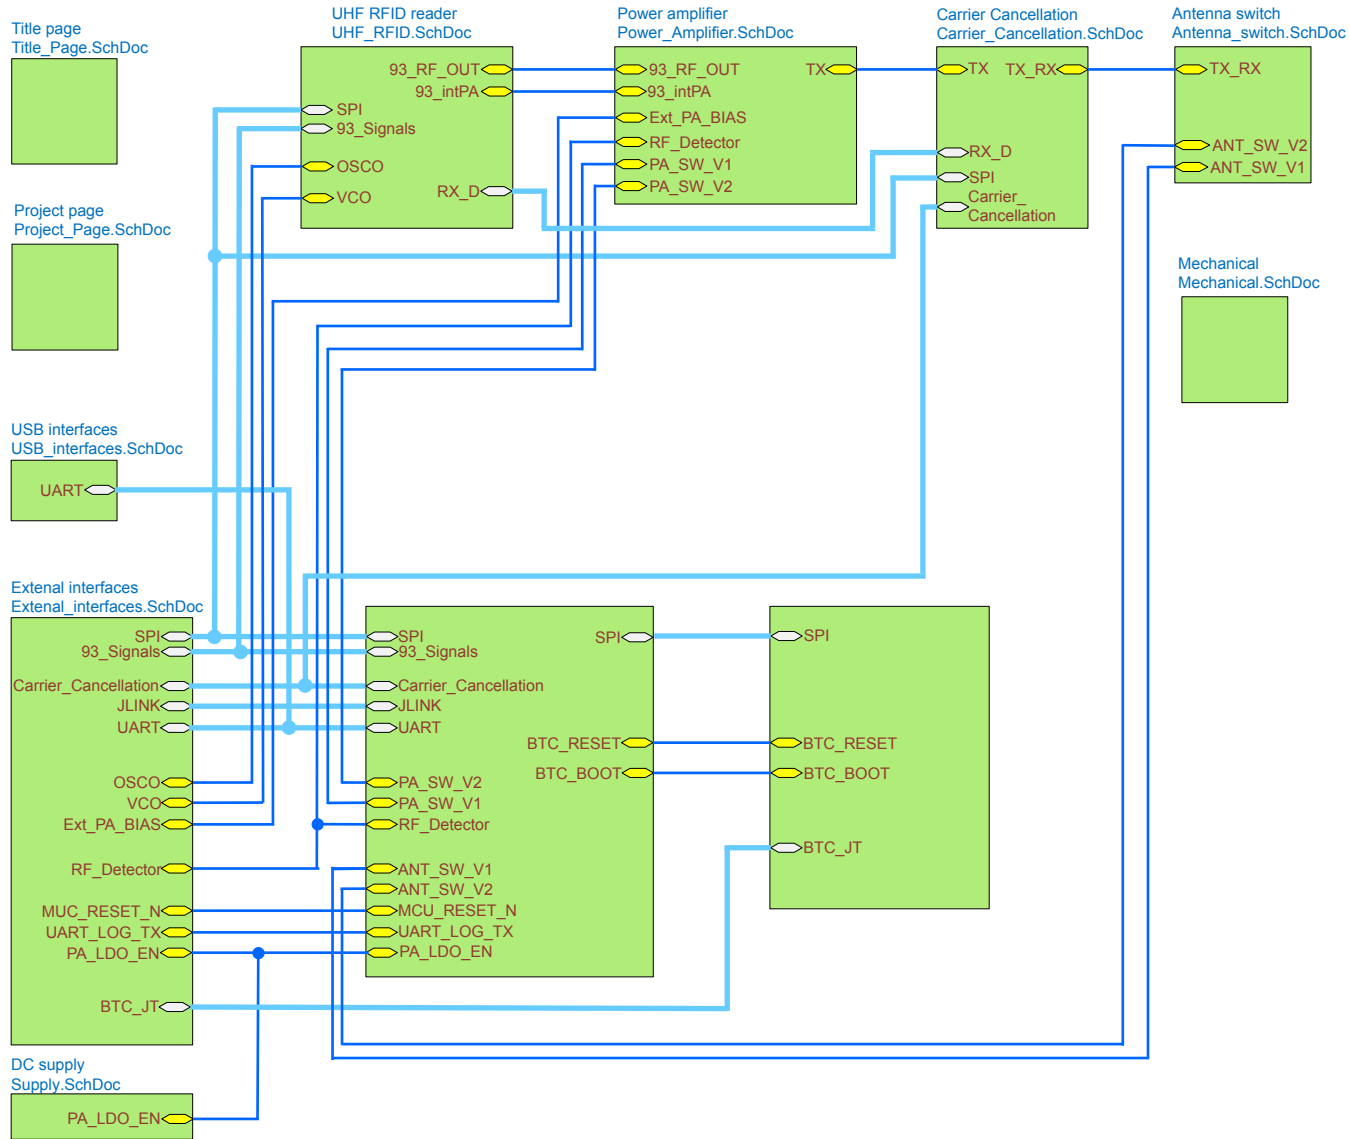 Title page
Title_Page.SchDoc
UHF RFID reader
UHF_RFID.SchDoc
93_RF_OUT
93_intPA
SPI
93_Signals
OSCO
VCO
RX_D
Power amplifier
Power_Amplifier.SchDoc
93_RF_OUT
93_intPA
Ext_PA_BIAS
RF_Detector
PA_SW_V1
PA_SW_V2
TX
Carrier Cancellation
Carrier_Cancellation.SchDoc
TX
TX_RX
RX_D
SPI
Carrier_
Cancellation
Antenna switch
Antenna_switch.SchDoc
TX_RX
ANT_SW_V2
ANT_SW_V1
Project page
Project_Page.SchDoc
Mechanical
Mechanical.SchDoc
USB interfaces
USB_interfaces.SchDoc
UART
Extenal interfaces
Extenal_interfaces.SchDoc
SPI
93_Signals
Carrier_Cancellation
JLINK
UART
OSCO
VCO
Ext_PA_BIAS
RF_Detector
MUC_RESET_N
UART_LOG_TX
PA_LDO_EN
BTC_JT
SPI
93_Signals
Carrier_Cancellation
JLINK
UART
PA_SW_V2
PA_SW_V1
RF_Detector
ANT_SW_V1
ANT_SW_V2
MCU_RESET_N
UART_LOG_TX
PA_LDO_EN
SPI
BTC_RESET
BTC_BOOT
SPI
BTC_RESET
BTC_BOOT
BTC_JT
DC supply
Supply.SchDoc
PA_LDO_EN